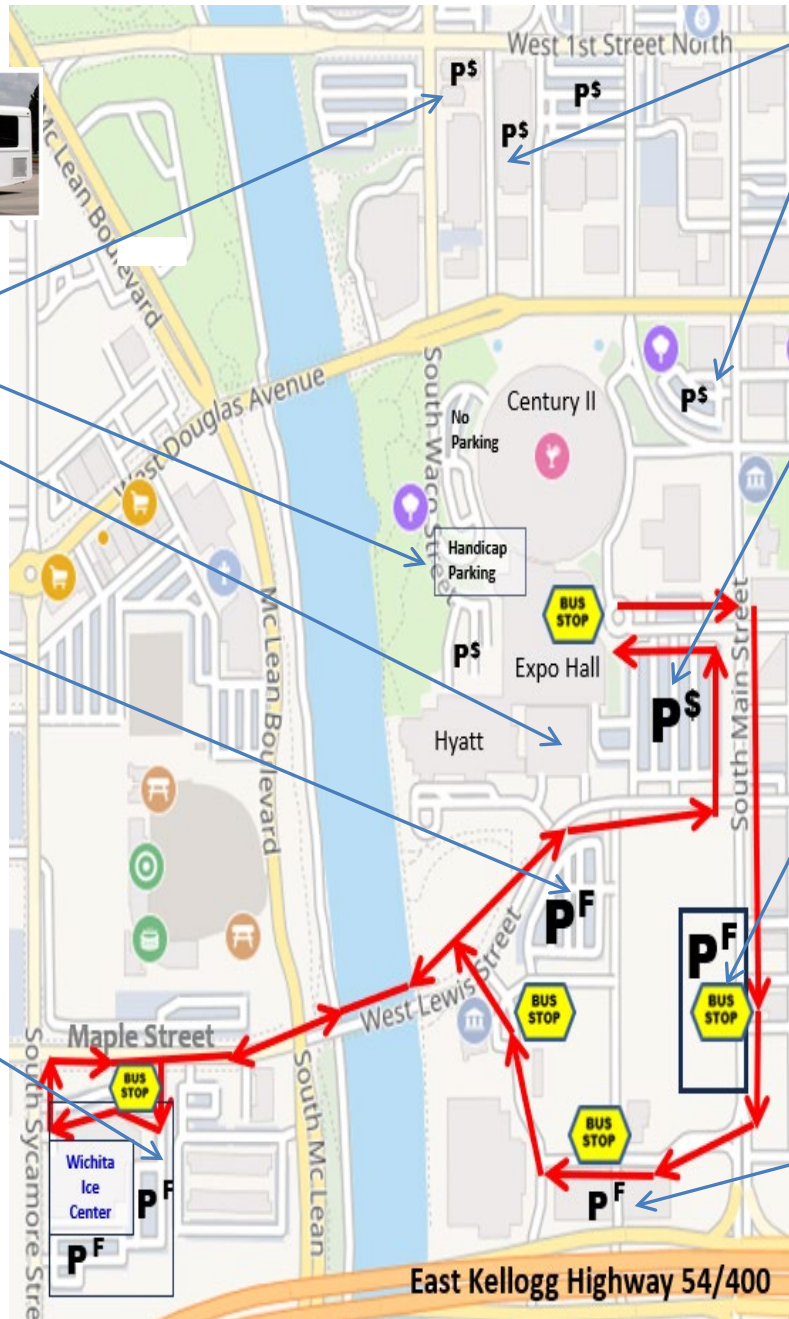 West 1st Street North
P$
P$
P$
Mc Lean Boulevard
West Douglas Avenue
South Waco Street
No
Parking
Century II
P$
Handicap
Parking
BUS
STOP
Expo Hall
P$
P$
South Main Street
Hyatt
Mc Lean Boulevard
PF
PF
BUS
STOP
BUS
STOP
West Lewis Street
Maple Street
BUS
STOP
South Sycamore Stre
South McLean
BUS
STOP
Wichita
Ice
Center
PF
PF
PF
East Kellogg Highway 54/400